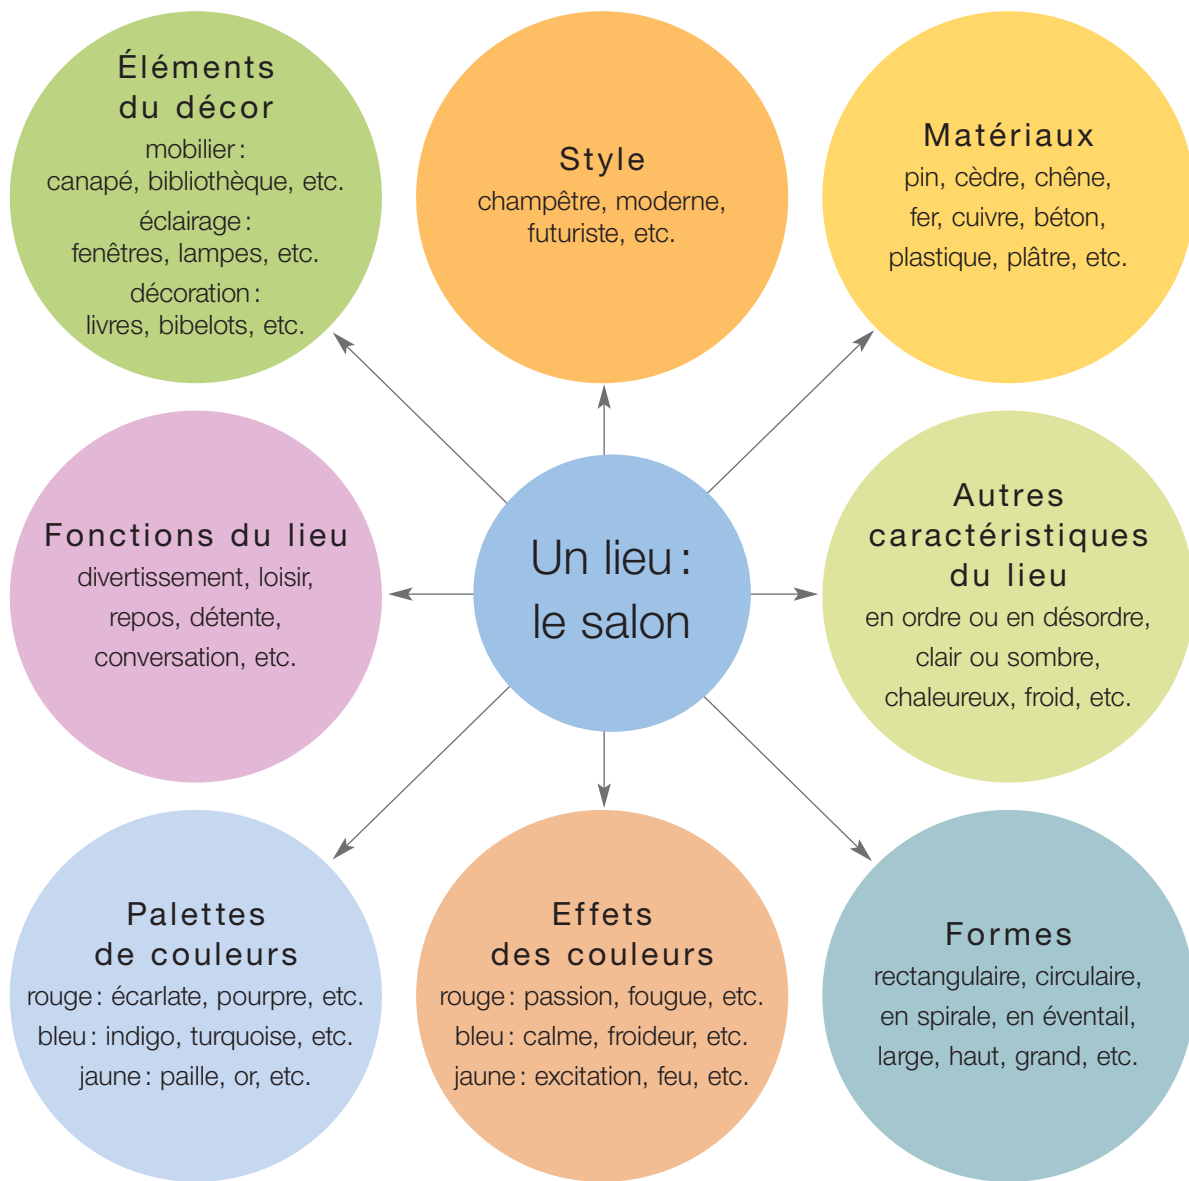 Éléments
du décor
mobilier :
canapé, bibliothèque, etc.
éclairage :
fenêtres, lampes, etc.
décoration :
livres, bibelots, etc.
Style
champêtre, moderne,
futuriste, etc.
Matériaux
pin, cèdre, chêne,
fer, cuivre, béton,
plastique, plâtre, etc.
Fonctions du lieu
divertissement, loisir,
repos, détente,
conversation, etc.
Un lieu :
le salon
Autres
caractéristiques
du lieu
en ordre ou en désordre,
clair ou sombre,
chaleureux, froid, etc.
Palettes
de couleurs
rouge : écarlate, pourpre, etc.
bleu : indigo, turquoise, etc.
jaune : paille, or, etc.
Effets
des couleurs
rouge : passion, fougue, etc.
bleu : calme, froideur, etc.
jaune : excitation, feu, etc.
Formes
rectangulaire, circulaire,
en spirale, en éventail,
large, haut, grand, etc.